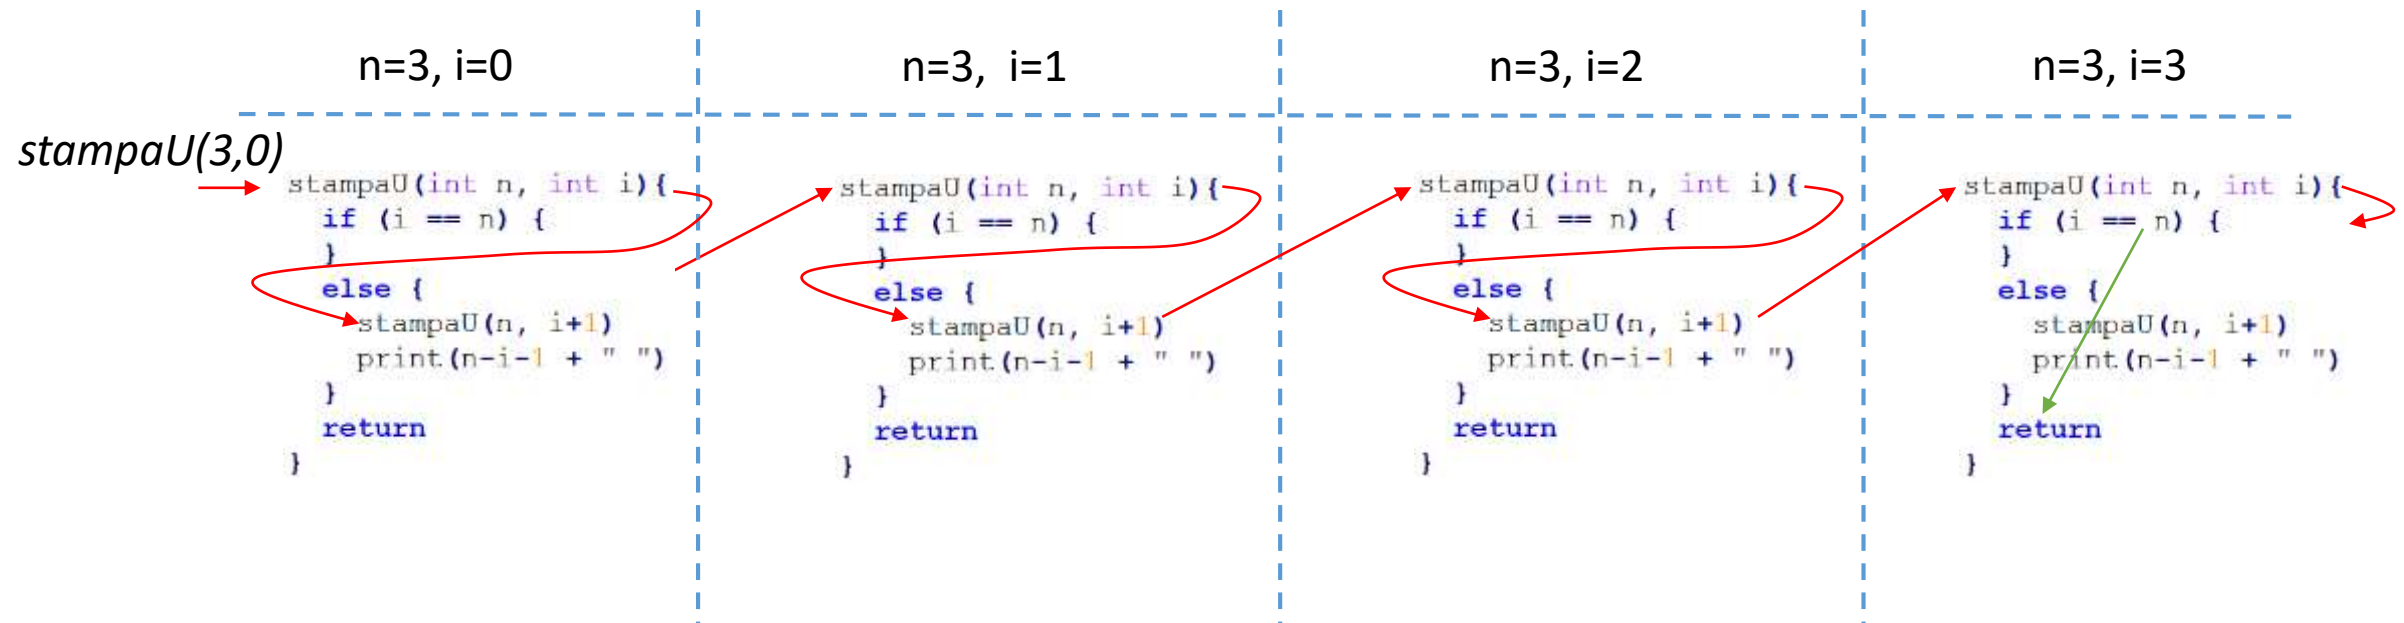 n=3, i=0
n=3, i=1
n=3, i=2
n=3, i=3
stampaU(3,0)
stampaU(int n, int i){
if (i == n) {
}
else {
stampaU(n, i+1)
print(n-i-1 + " ")
}
return
}
stampaU(int n, int i){
if (i == n) {
}
else {
stampaU(n, i+1)
print(n-i-1 + " ")
}
return
}
stampaU(int n, int i){
if (i == n) {
}
else {
stampaU(n, i+1)
print(n-i-1 + " ")
}
return
}
stampaU(int n, int i){
if (i == n) {
}
else {
stampaU(n, i+1)
print(n-i-1 + " ")
}
return
}